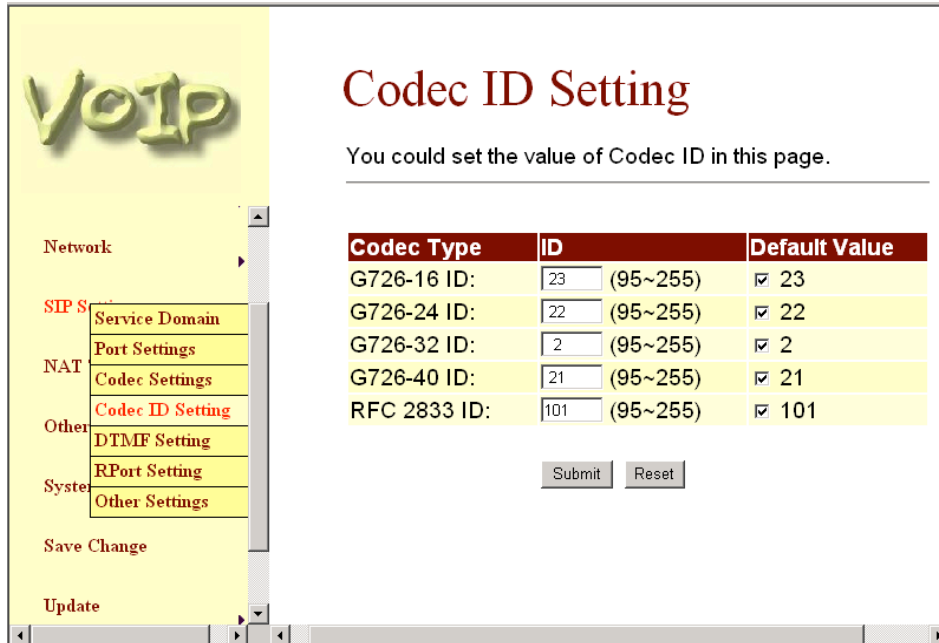 VoIP
Codec ID Setting
You could set the value of Codec ID in this page.
Network
SIP S
Service Domain
Port Settings
NAT
Codec Settings
Codec ID Setting
Other
DTMF Setting
RPort Setting
System
Other Settings
Save Change
Update
Codec Type ID Default Value
G726-16 ID: 23 (95~255) 23
G726-24 ID: 22 (95~255) 22
G726-32 ID: 2 (95~255) 2
G726-40 ID: 21 (95~255) 21
RFC 2833 ID: 101 (95~255) 101
Submit Reset